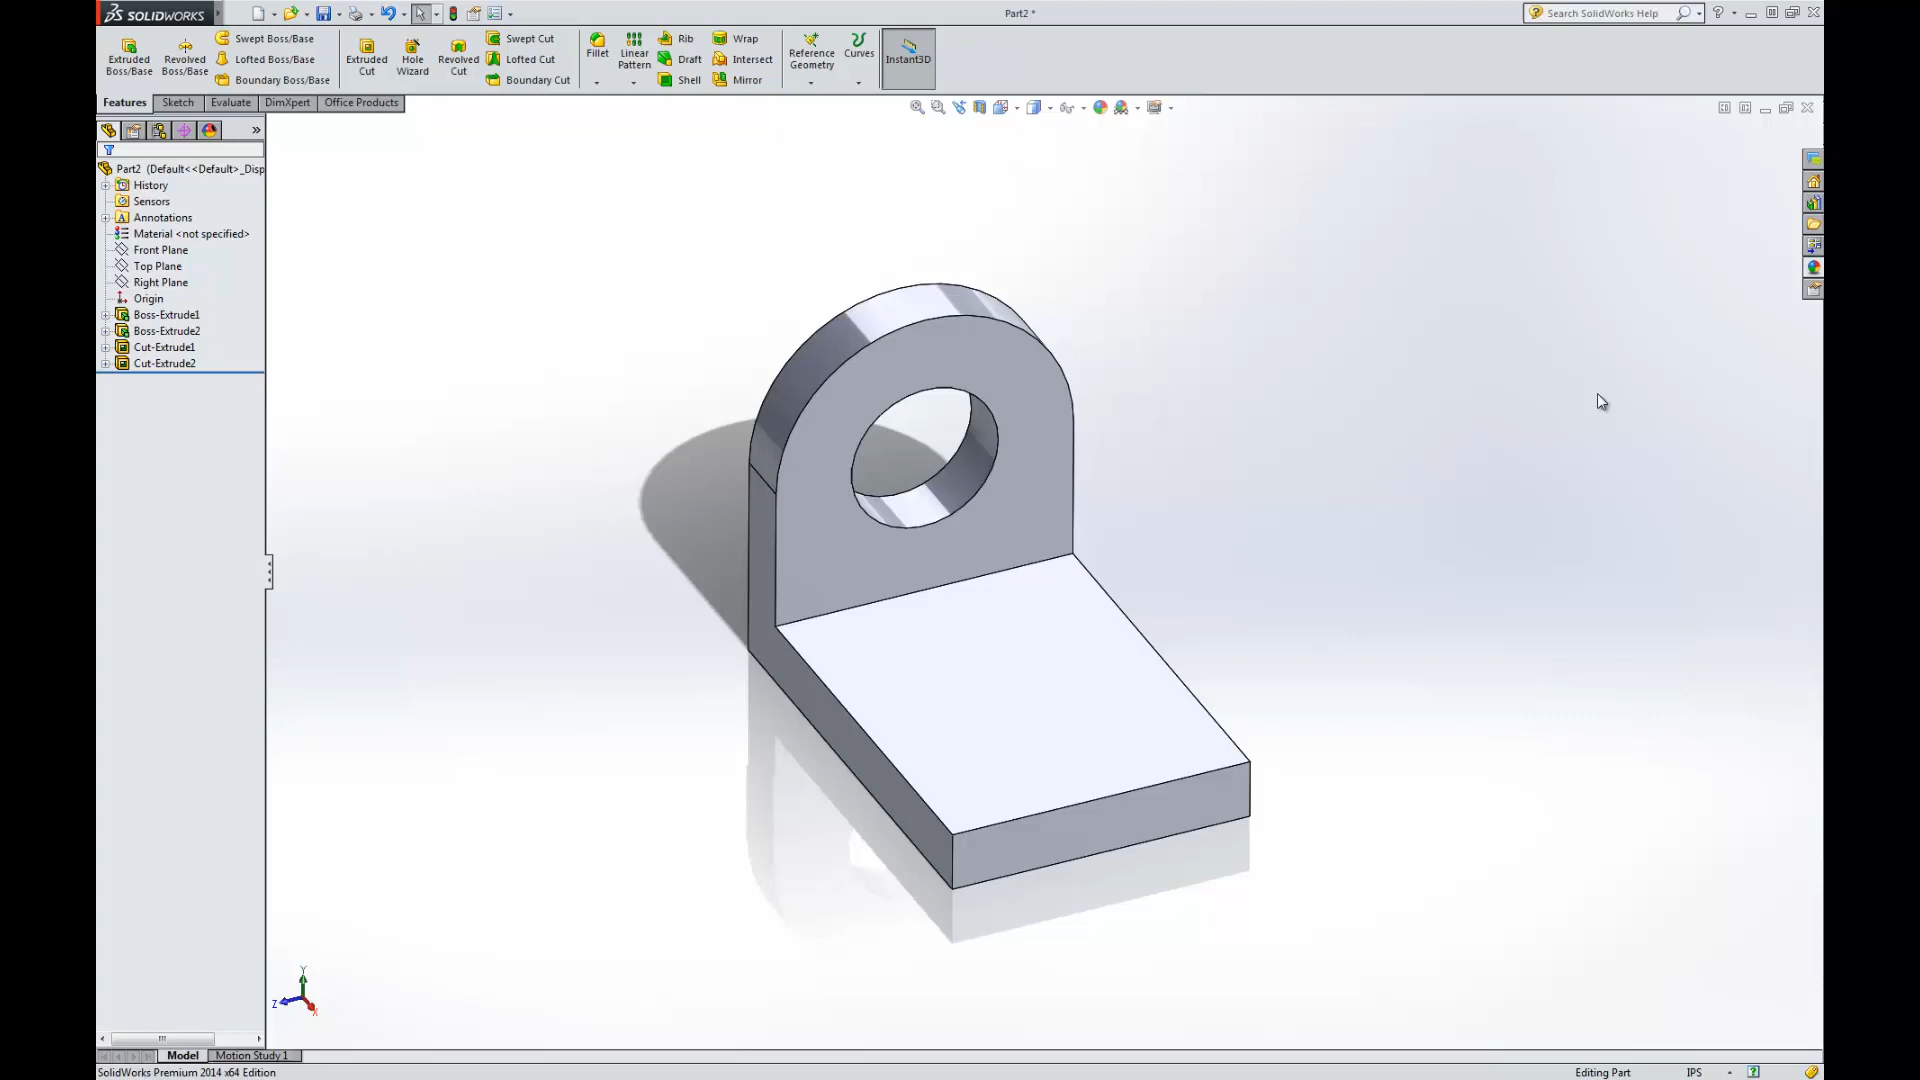 SOLIDWORKS
Part2 *
Search SolidWorks Help
Extruded Boss/Base
Revolved Boss/Base
Swept Boss/Base
Lofted Boss/Base
Boundary Boss/Base
Extruded Cut
Hole Wizard
Revolved Cut
Swept Cut
Lofted Cut
Boundary Cut
Fillet
Linear Pattern
Rib
Draft
Shell
Wrap
Intersect
Mirror
Reference Geometry
Curves
Instant3D
Features
Sketch
Evaluate
DimXpert
Office Products
Part2 (Default<<Default>_Disp
History
Sensors
Annotations
Material <not specified>
Front Plane
Top Plane
Right Plane
Origin
Boss-Extrude1
Boss-Extrude2
Cut-Extrude1
Cut-Extrude2
Y
Z
X
Model
Motion Study 1
SolidWorks Premium 2014 x64 Edition
Editing Part
IPS